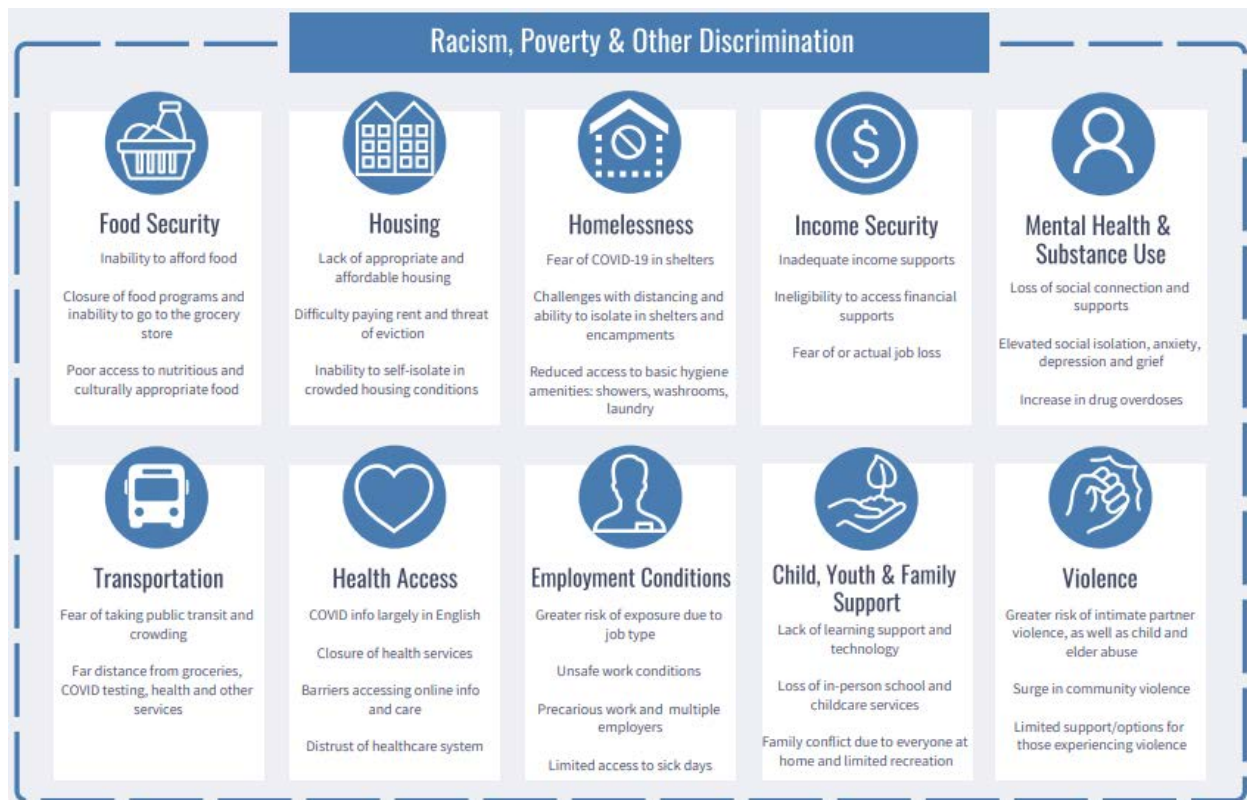 Racism, Poverty & Other Discrimination
Food Security
Inability to afford food
Closure of food programs and
inability to go to the grocery
store
Poor access to nutritious and
culturally appropriate food
Housing
Lack of appropriate and
affordable housing
Difficulty paying rent and threat
of eviction
Inability to self-isolate in
crowded housing conditions
Homelessness
Fear of COVID-19 in shelters
Challenges with distancing and
ability to isolate in shelters and
encampments
Reduced access to basic hygiene
amenities: showers, washrooms,
laundry
$
Income Security
Inadequate income supports
Ineligibility to access financial
supports
Fear of or actual job loss
Mental Health &
Substance Use
Loss of social connection and
supports
Elevated social isolation, anxiety,
depression and grief
Increase in drug overdoses
Transportation
Fear of taking public transit and
crowding
Far distance from groceries,
COVID testing, health and other
services
Health Access
COVID info largely in English
Closure of health services
Barriers accessing online info
and care
Distrust of healthcare system
Employment Conditions
Greater risk of exposure due to
job type
Unsafe work conditions
Precarious work and multiple
employers
Limited access to sick days
Child, Youth & Family
Support
Lack of learning support and
technology
Loss of in-person school and
childcare services
Family conflict due to everyone at
home and limited recreation
Violence
Greater risk of intimate partner
violence, as well as child and
elder abuse
Surge in community violence
Limited support/options for
those experiencing violence